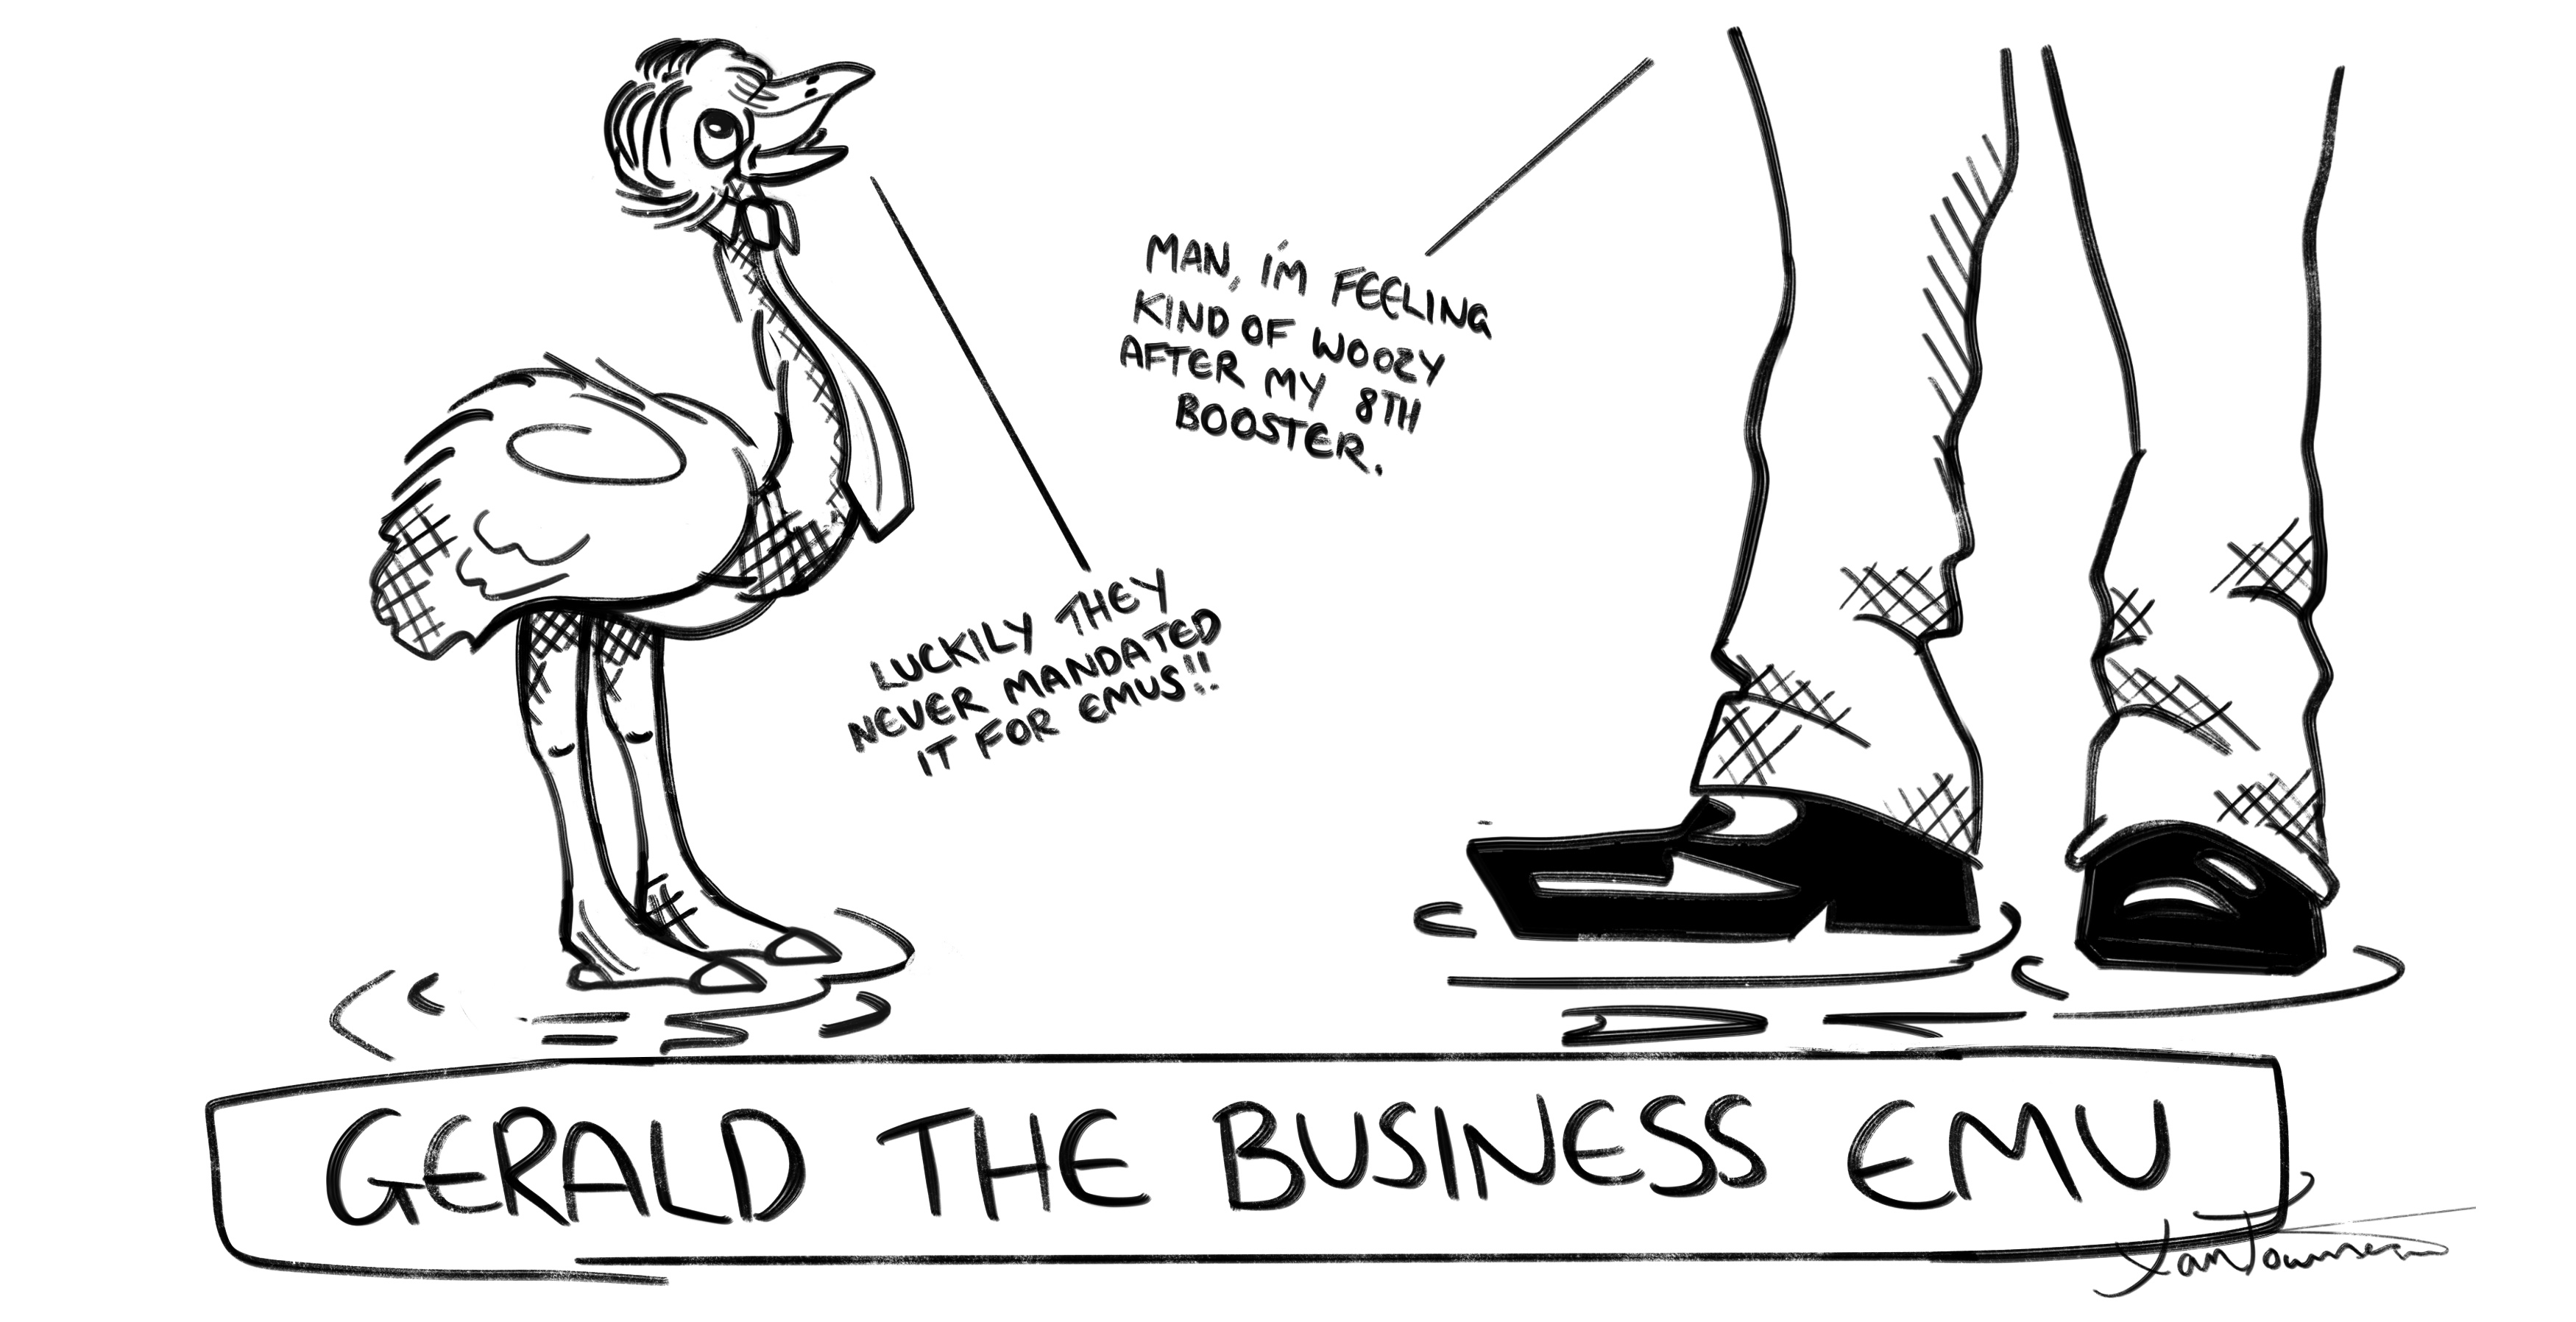 MAN, I'M FEELING
KIND OF WOOZY
AFTER MY 8TH
BOOSTER.
LUCKILY THEY
NEVER MANDATED
IT FOR EMUS!!
GERALD THE BUSINESS EMU